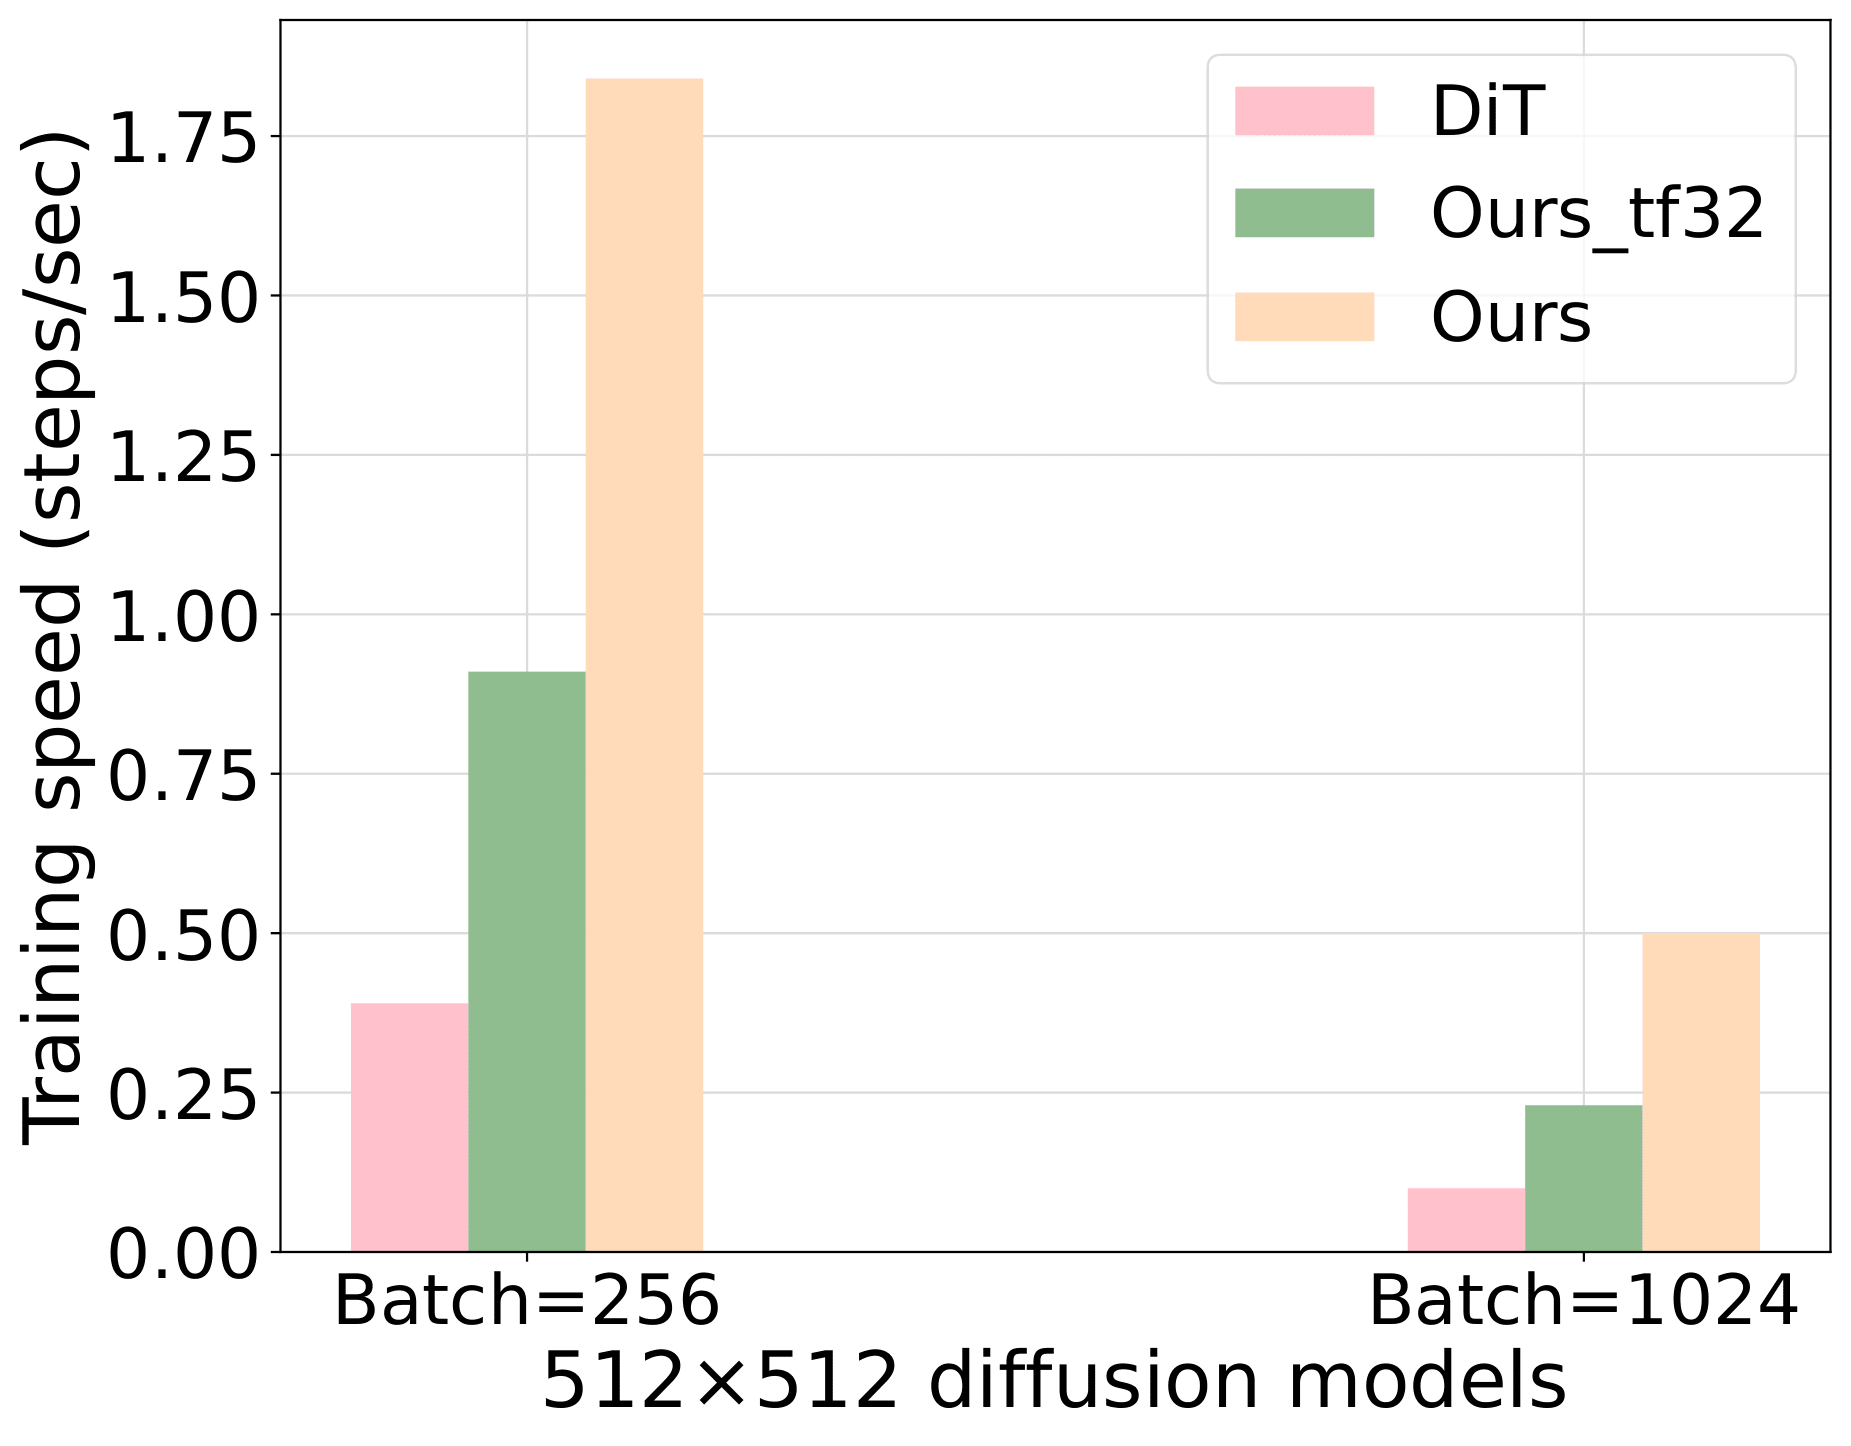 Training speed (steps/sec)
1.75
1.50
1.25
1.00
0.75
0.50
0.25
0.00
DiT
Ours_tf32
Ours
Batch=256
Batch=1024
512×512 diffusion models